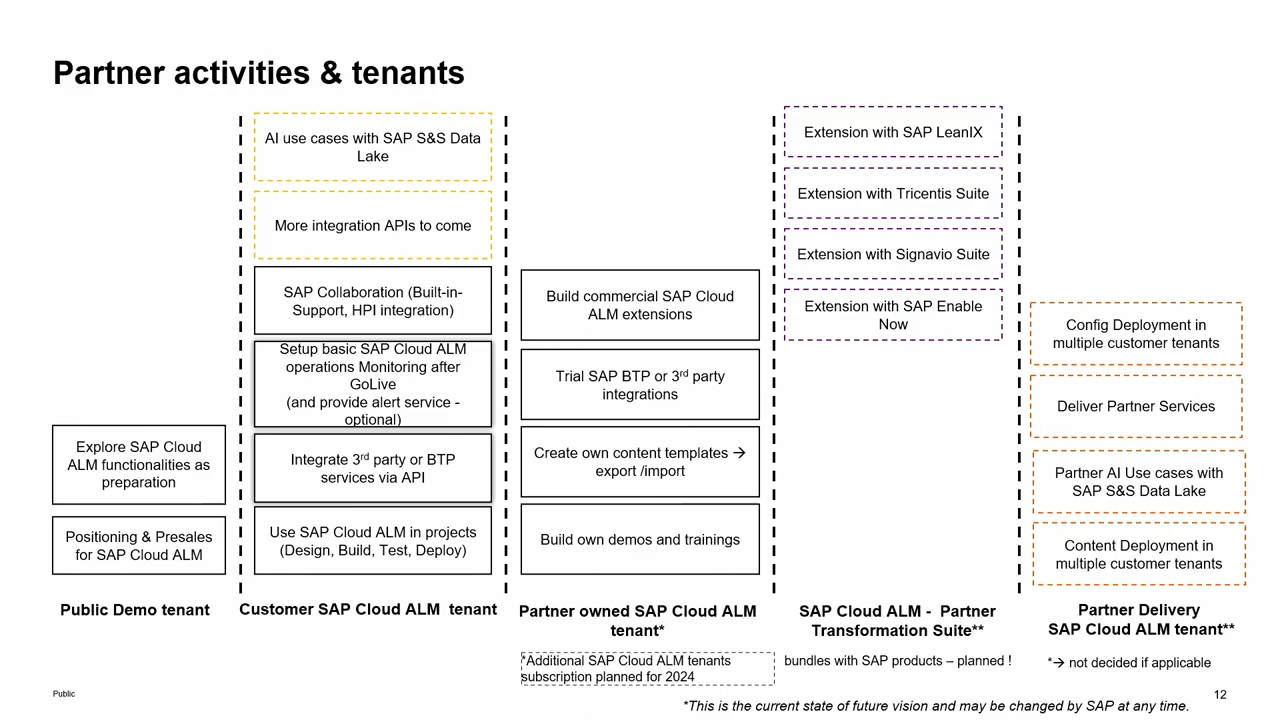 Partner activities & tenants
Explore SAP Cloud
ALM functionalities as
preparation
Positioning & Presales
for SAP Cloud ALM
Public Demo tenant
AI use cases with SAP S&S Data
Lake
More integration APIs to come
SAP Collaboration (Built-in-
Support, HPI integration)
Setup basic SAP Cloud ALM
operations Monitoring after
GoLive
(and provide alert service -
optional)
Integrate 3rd party or BTP
services via API
Use SAP Cloud ALM in projects
(Design, Build, Test, Deploy)
Customer SAP Cloud ALM  tenant
Build commercial SAP Cloud
ALM extensions
Trial SAP BTP or 3rd party
integrations
Create own content templates →
export /import
Build own demos and trainings
Partner owned SAP Cloud ALM
tenant*
*Additional SAP Cloud ALM tenants
subscription planned for 2024
Extension with SAP LeanIX
Extension with Tricentis Suite
Extension with Signavio Suite
Extension with SAP Enable
Now
SAP Cloud ALM -  Partner
Transformation Suite**
bundles with SAP products – planned !
Config Deployment in
multiple customer tenants
Deliver Partner Services
Partner AI Use cases with
SAP S&S Data Lake
Content Deployment in
multiple customer tenants
Partner Delivery
SAP Cloud ALM tenant**
*→ not decided if applicable
Public
12
*This is the current state of future vision and may be changed by SAP at any time.